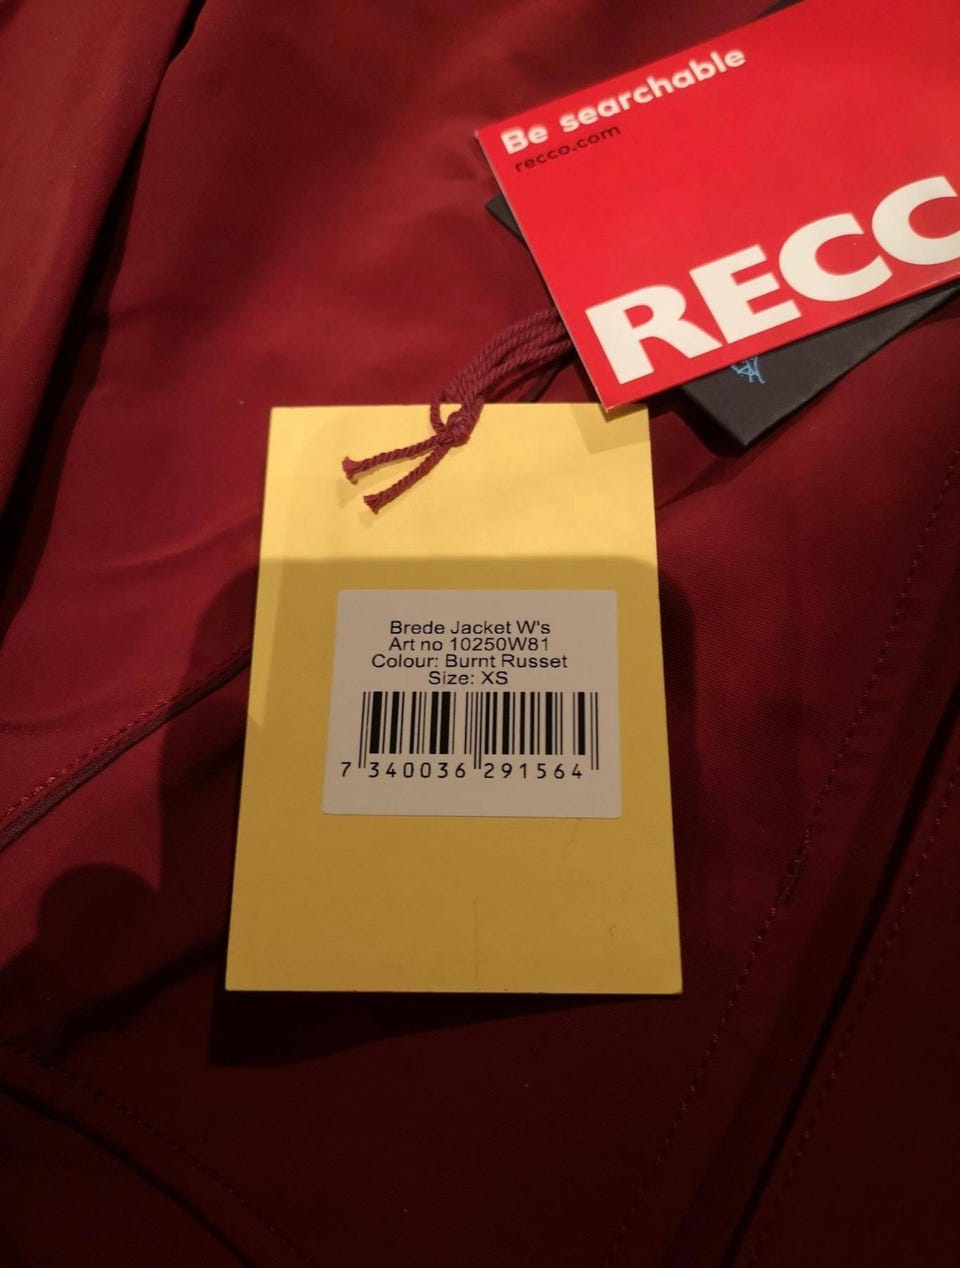 Be searchable
recco.com
RECC
Brede Jacket W's
Art no 10250W81
Colour: Burnt Russet
Size: XS
7 340036 291564